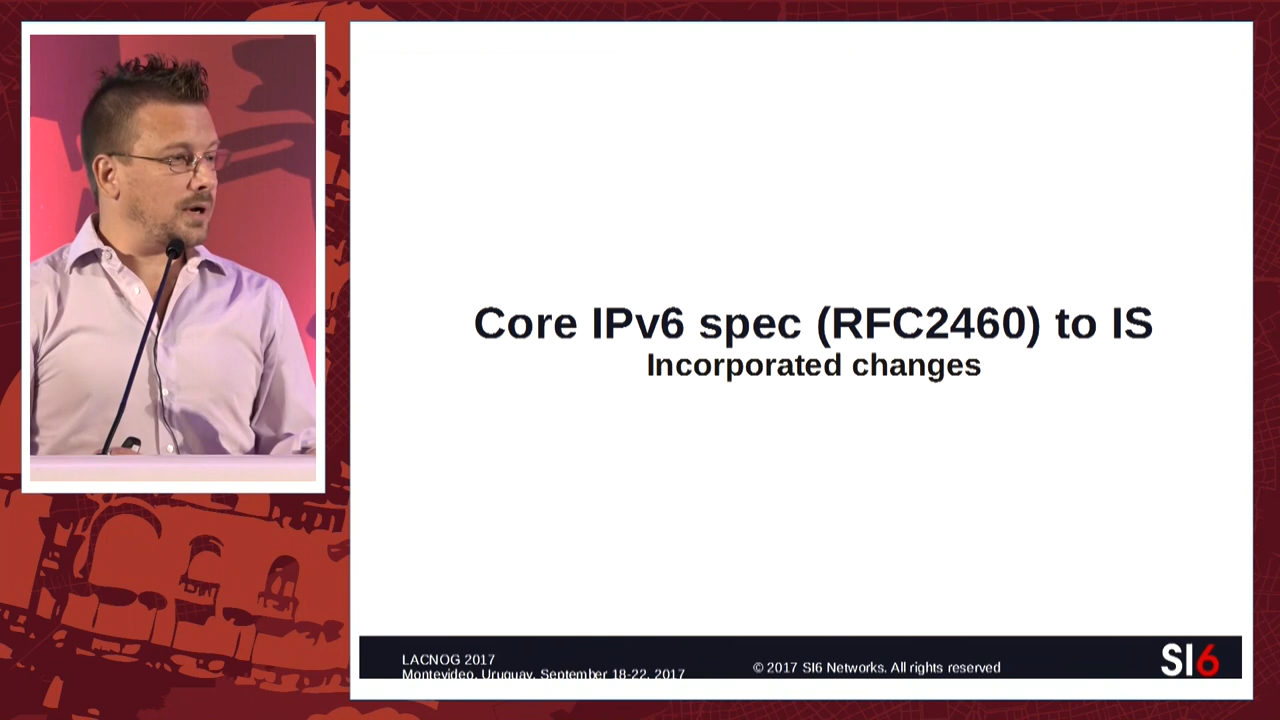 Core IPv6 spec (RFC2460) to IS
Incorporated changes
LACNOG 2017
Montevideo, Uruguay, September 18-22, 2017
© 2017 SI6 Networks. All rights reserved
SI6